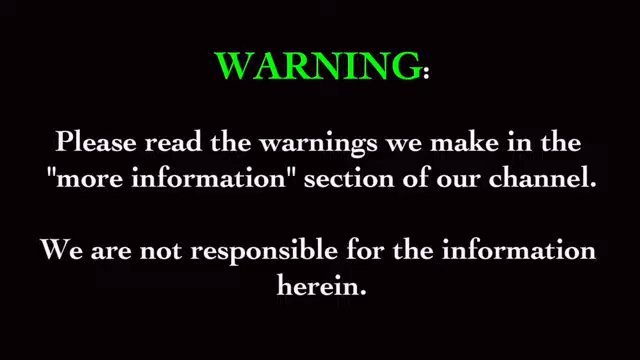 WARNING:
Please read the warnings we make in the
"more information" section of our channel.
We are not responsible for the information
herein.